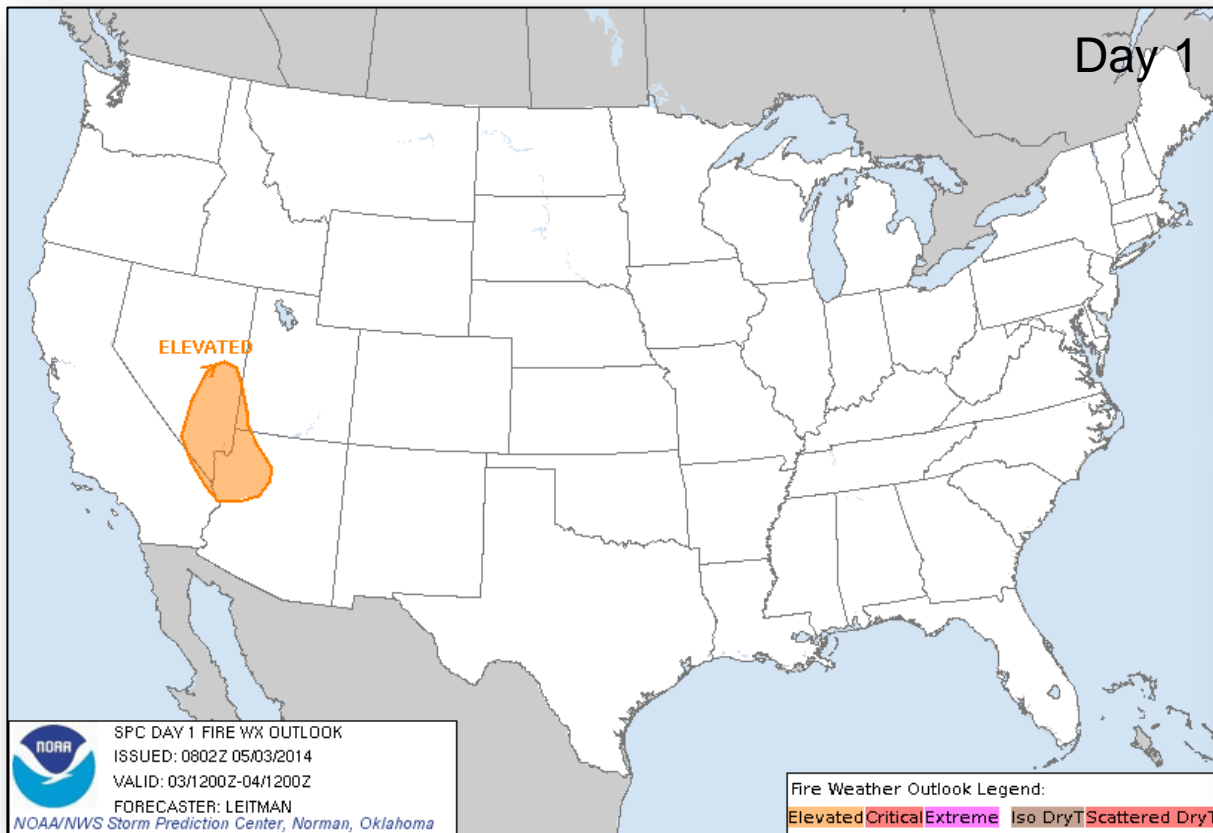 Day 1
ELEVATED
NOAA
SPC DAY 1 FIRE WX OUTLOOK
ISSUED: 0802Z 05/03/2014
VALID: 03/1200Z-04/1200Z
FORECASTER: LEITMAN
NOAA/NWS Storm Prediction Center, Norman, Oklahoma
Fire Weather Outlook Legend:
Elevated Critical Extreme Iso DryT Scattered DryT